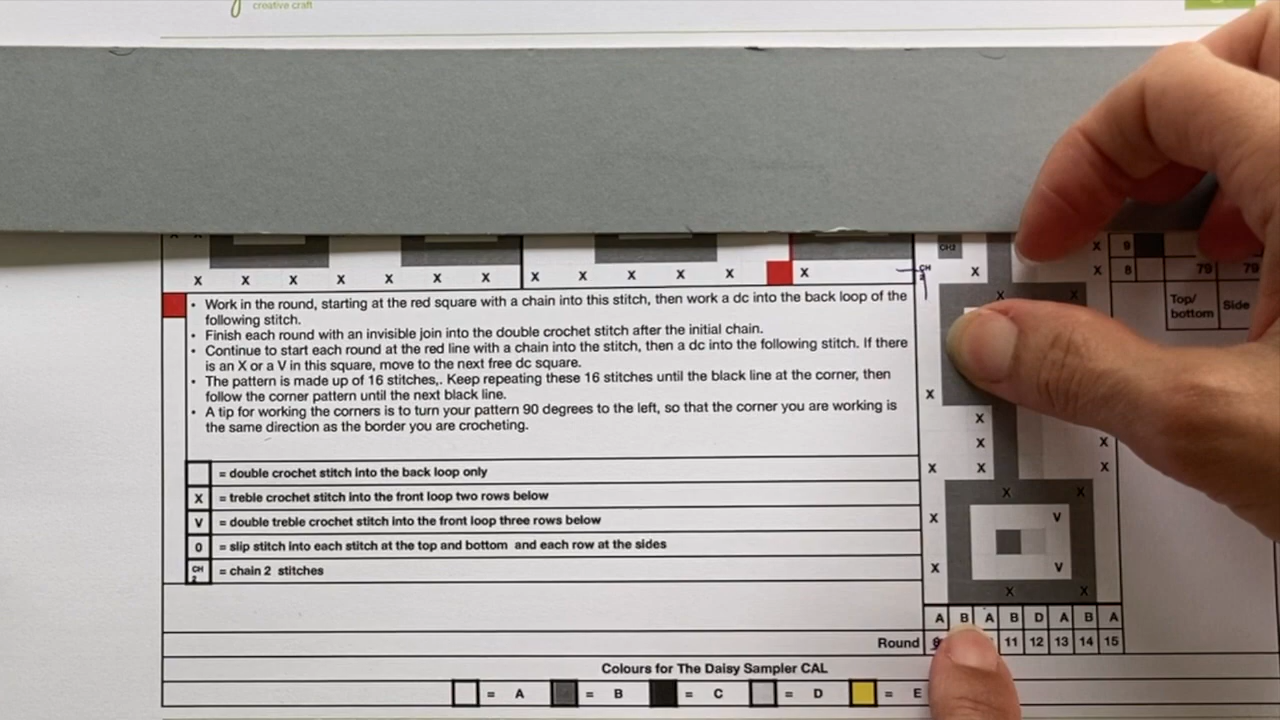 creative craft
CH2 X 9
X X X X X X X X X X X X X CH 2 X X 8 79 79
• Work in the round, starting at the red square with a chain into this stitch, then work a dc into the back loop of the
following stitch.
• Finish each round with an invisible join into the double crochet stitch after the initial chain.
• Continue to start each round at the red line with a chain into the stitch, then a dc into the following stitch. If there
is an X or a V in this square, move to the next free dc square.
• The pattern is made up of 16 stitches,. Keep repeating these 16 stitches until the black line at the corner, then
follow the corner pattern until the next black line.
• A tip for working the corners is to turn your pattern 90 degrees to the left, so that the corner you are working is
the same direction as the border you are crocheting.
X X
Top/
bottom Side
X
X
X X
X X X
X X
X V
X V
X X
= double crochet stitch into the back loop only
X = treble crochet stitch into the front loop two rows below
V = double treble crochet stitch into the front loop three rows below
0 = slip stitch into each stitch at the top and bottom and each row at the sides
CH 2 = chain 2 stitches
A B A B D A B A
Round 11 12 13 14 15
Colours for The Daisy Sampler CAL
= A = B = C = D = E